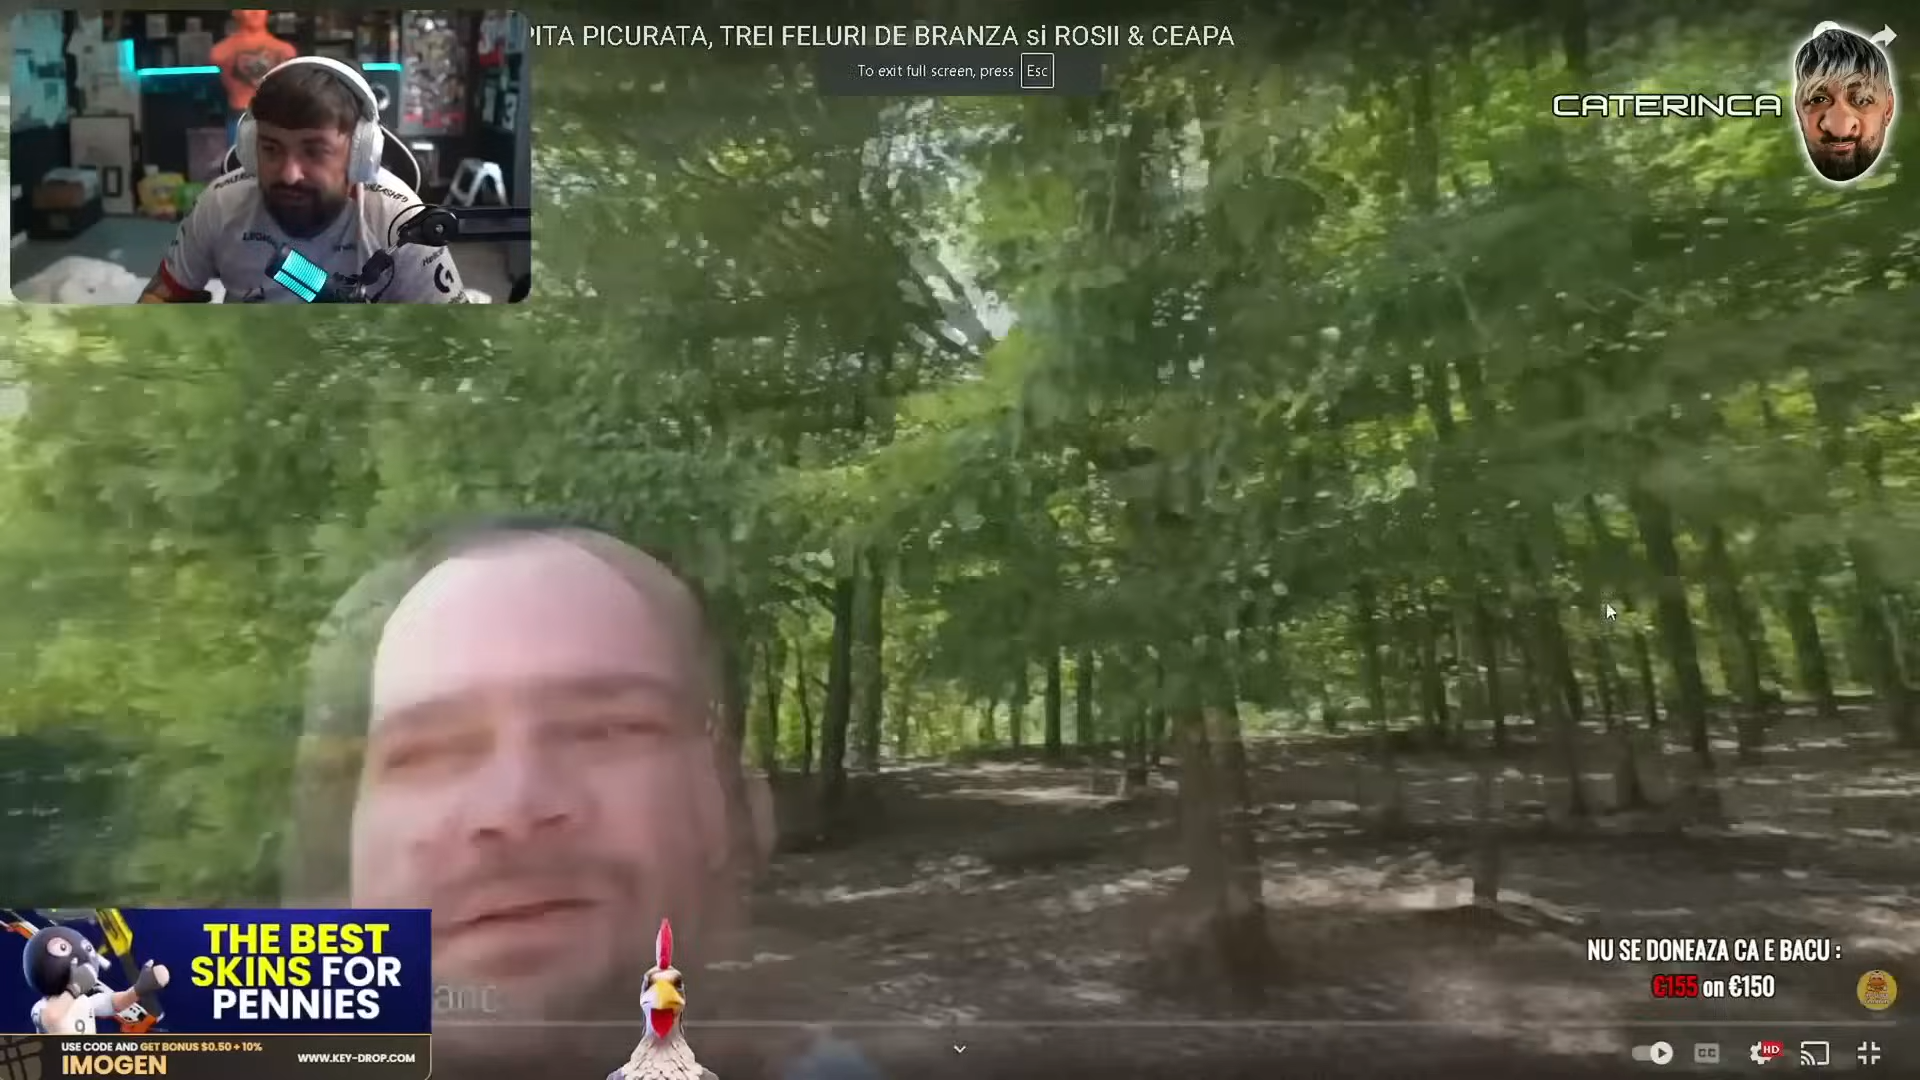 PITA PICURATA, TREI FELURI DE BRANZA si ROSII & CEAPA
To exit full screen, press Esc
CATERINCA
THE BEST
SKINS FOR
PENNIES
USE CODE AND GET BONUS $0.50 + 10%
IMOGEN
WWW.KEY-DROP.COM
NU SE DONEAZA CA E BACU :
€155 on €150
CC
HD